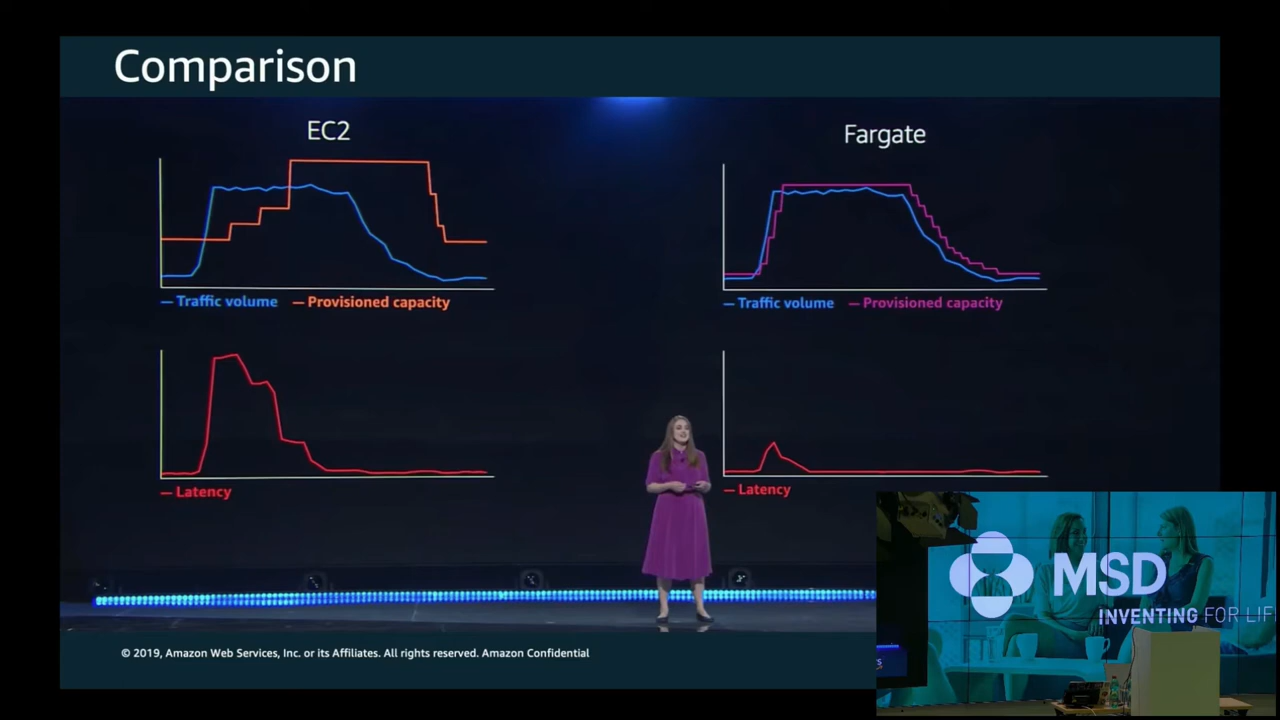 Comparison
EC2
Fargate
Traffic volume
Provisioned capacity
Traffic volume
Provisioned capacity
Latency
Latency
MSD
INVENTING FOR LIF
© 2019, Amazon Web Services, Inc. or its Affiliates. All rights reserved. Amazon Confidential